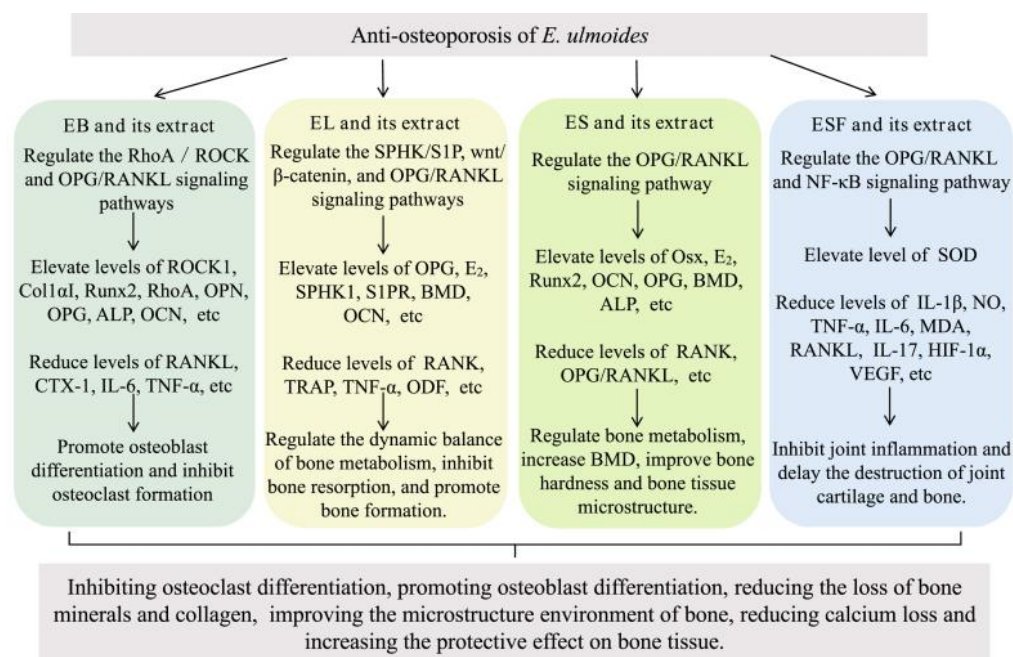 Anti-osteoporosis of E. ulmoides
EB and its extract
Regulate the RhoA / ROCK
and OPG/RANKL signaling
pathways
Elevate levels of ROCK1,
Col1αI, Runx2, RhoA, OPN,
OPG, ALP, OCN, etc
Reduce levels of RANKL,
CTX-1, IL-6, TNF-α, etc
Promote osteoblast
differentiation and inhibit
osteoclast formation
EL and its extract
Regulate the SPHK/S1P, wnt/
β-catenin, and OPG/RANKL
signaling pathways
Elevate levels of OPG, E₂,
SPHK1, S1PR, BMD,
OCN, etc
Reduce levels of RANK,
TRAP, TNF-α, ODF, etc
Regulate the dynamic balance
of bone metabolism, inhibit
bone resorption, and promote
bone formation.
ES and its extract
Regulate the OPG/RANKL
signaling pathway
Elevate levels of Osx, E₂,
Runx2, OCN, OPG, BMD,
ALP, etc
Reduce levels of RANK,
OPG/RANKL, etc
Regulate bone metabolism,
increase BMD, improve bone
hardness and bone tissue
microstructure.
ESF and its extract
Regulate the OPG/RANKL
and NF-κB signaling pathway
Elevate level of SOD
Reduce levels of IL-1β, NO,
TNF-α, IL-6, MDA,
RANKL, IL-17, HIF-1α,
VEGF, etc
Inhibit joint inflammation and
delay the destruction of joint
cartilage and bone.
Inhibiting osteoclast differentiation, promoting osteoblast differentiation, reducing the loss of bone
minerals and collagen, improving the microstructure environment of bone, reducing calcium loss and
increasing the protective effect on bone tissue.